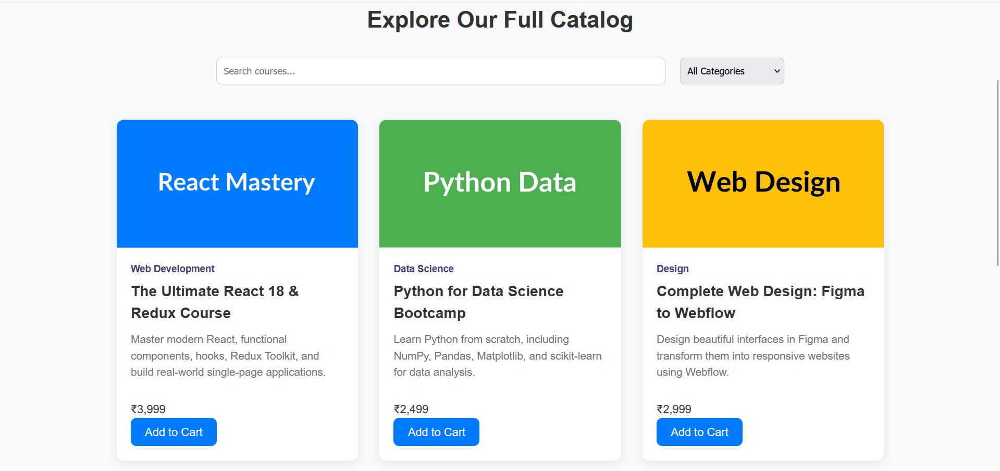 Explore Our Full Catalog
Search courses...
All Categories
React Mastery
Web Development
The Ultimate React 18 &
Redux Course
Master modern React, functional
components, hooks, Redux Toolkit, and
build real-world single-page applications.
₹3,999
Add to Cart
Python Data
Data Science
Python for Data Science
Bootcamp
Learn Python from scratch, including
NumPy, Pandas, Matplotlib, and scikit-learn
for data analysis.
₹2,499
Add to Cart
Web Design
Design
Complete Web Design: Figma
to Webflow
Design beautiful interfaces in Figma and
transform them into responsive websites
using Webflow.
₹2,999
Add to Cart